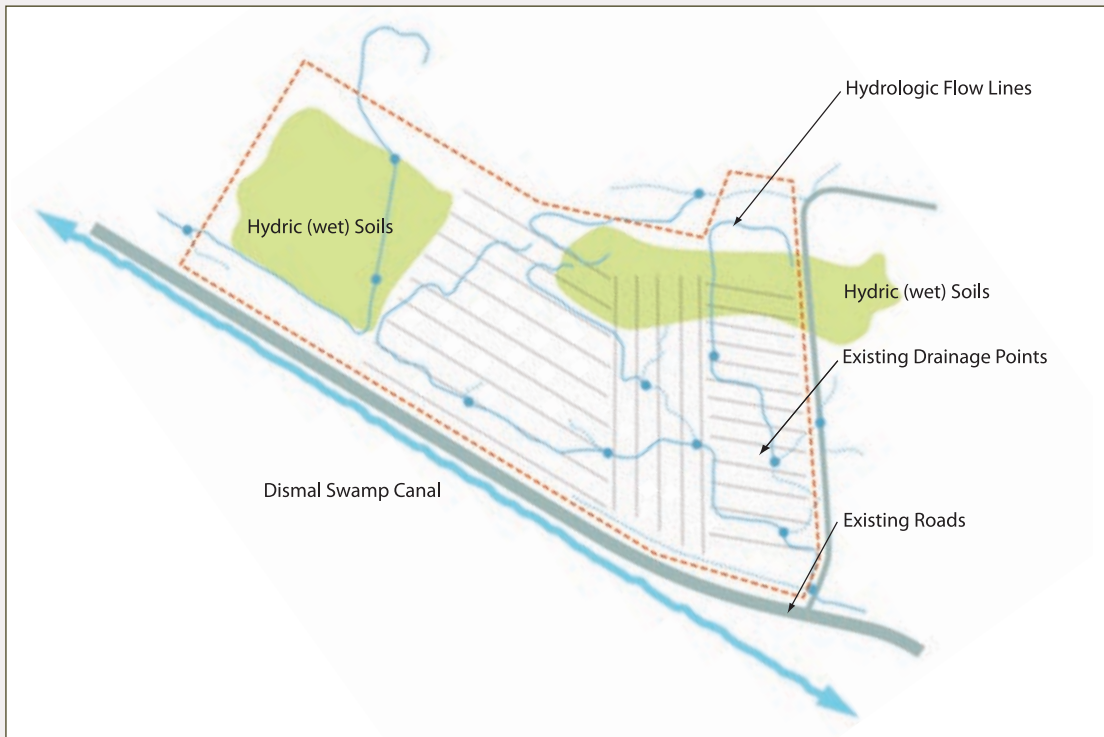 Hydrologic Flow Lines
Hydric (wet) Soils
Hydric (wet) Soils
Existing Drainage Points
Dismal Swamp Canal
Existing Roads